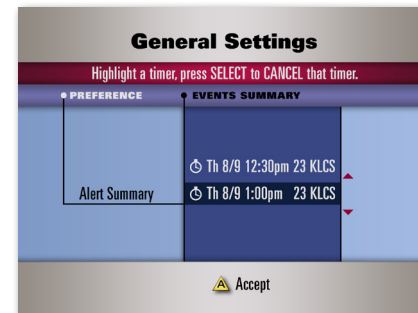 General Settings
Highlight a timer, press SELECT to CANCEL that timer.
PREFERENCE EVENTS SUMMARY
Th 8/9 12:30pm 23 KLCS
Alert Summary Th 8/9 1:00pm 23 KLCS
A Accept